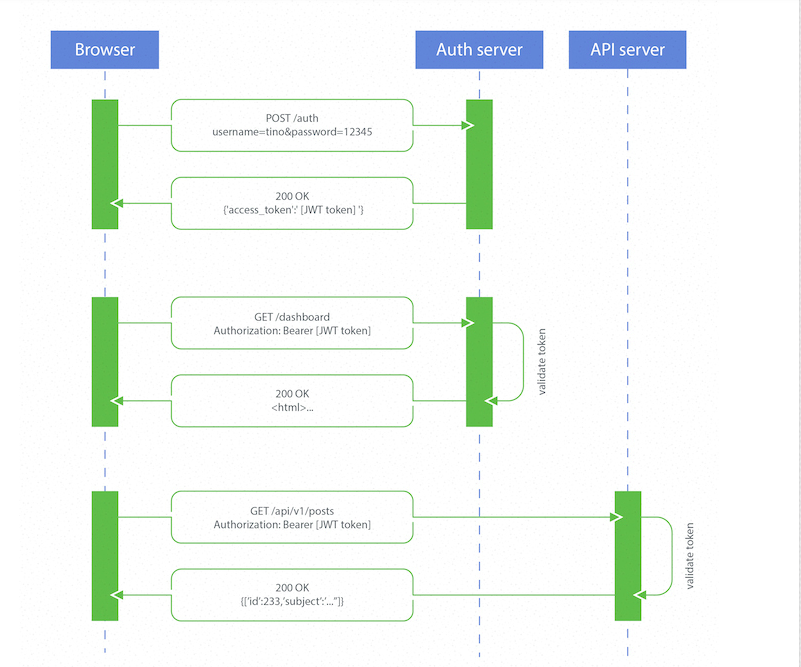 Browser
Auth server
API server
POST /auth
username=tino&password=12345
200 OK
{'access_token':' [JWT token] '}
GET /dashboard
Authorization: Bearer [JWT token]
validate token
200 OK
<html>...
GET /api/v1/posts
Authorization: Bearer [JWT token]
validate token
200 OK
{['id':233,'subject':'..."]}